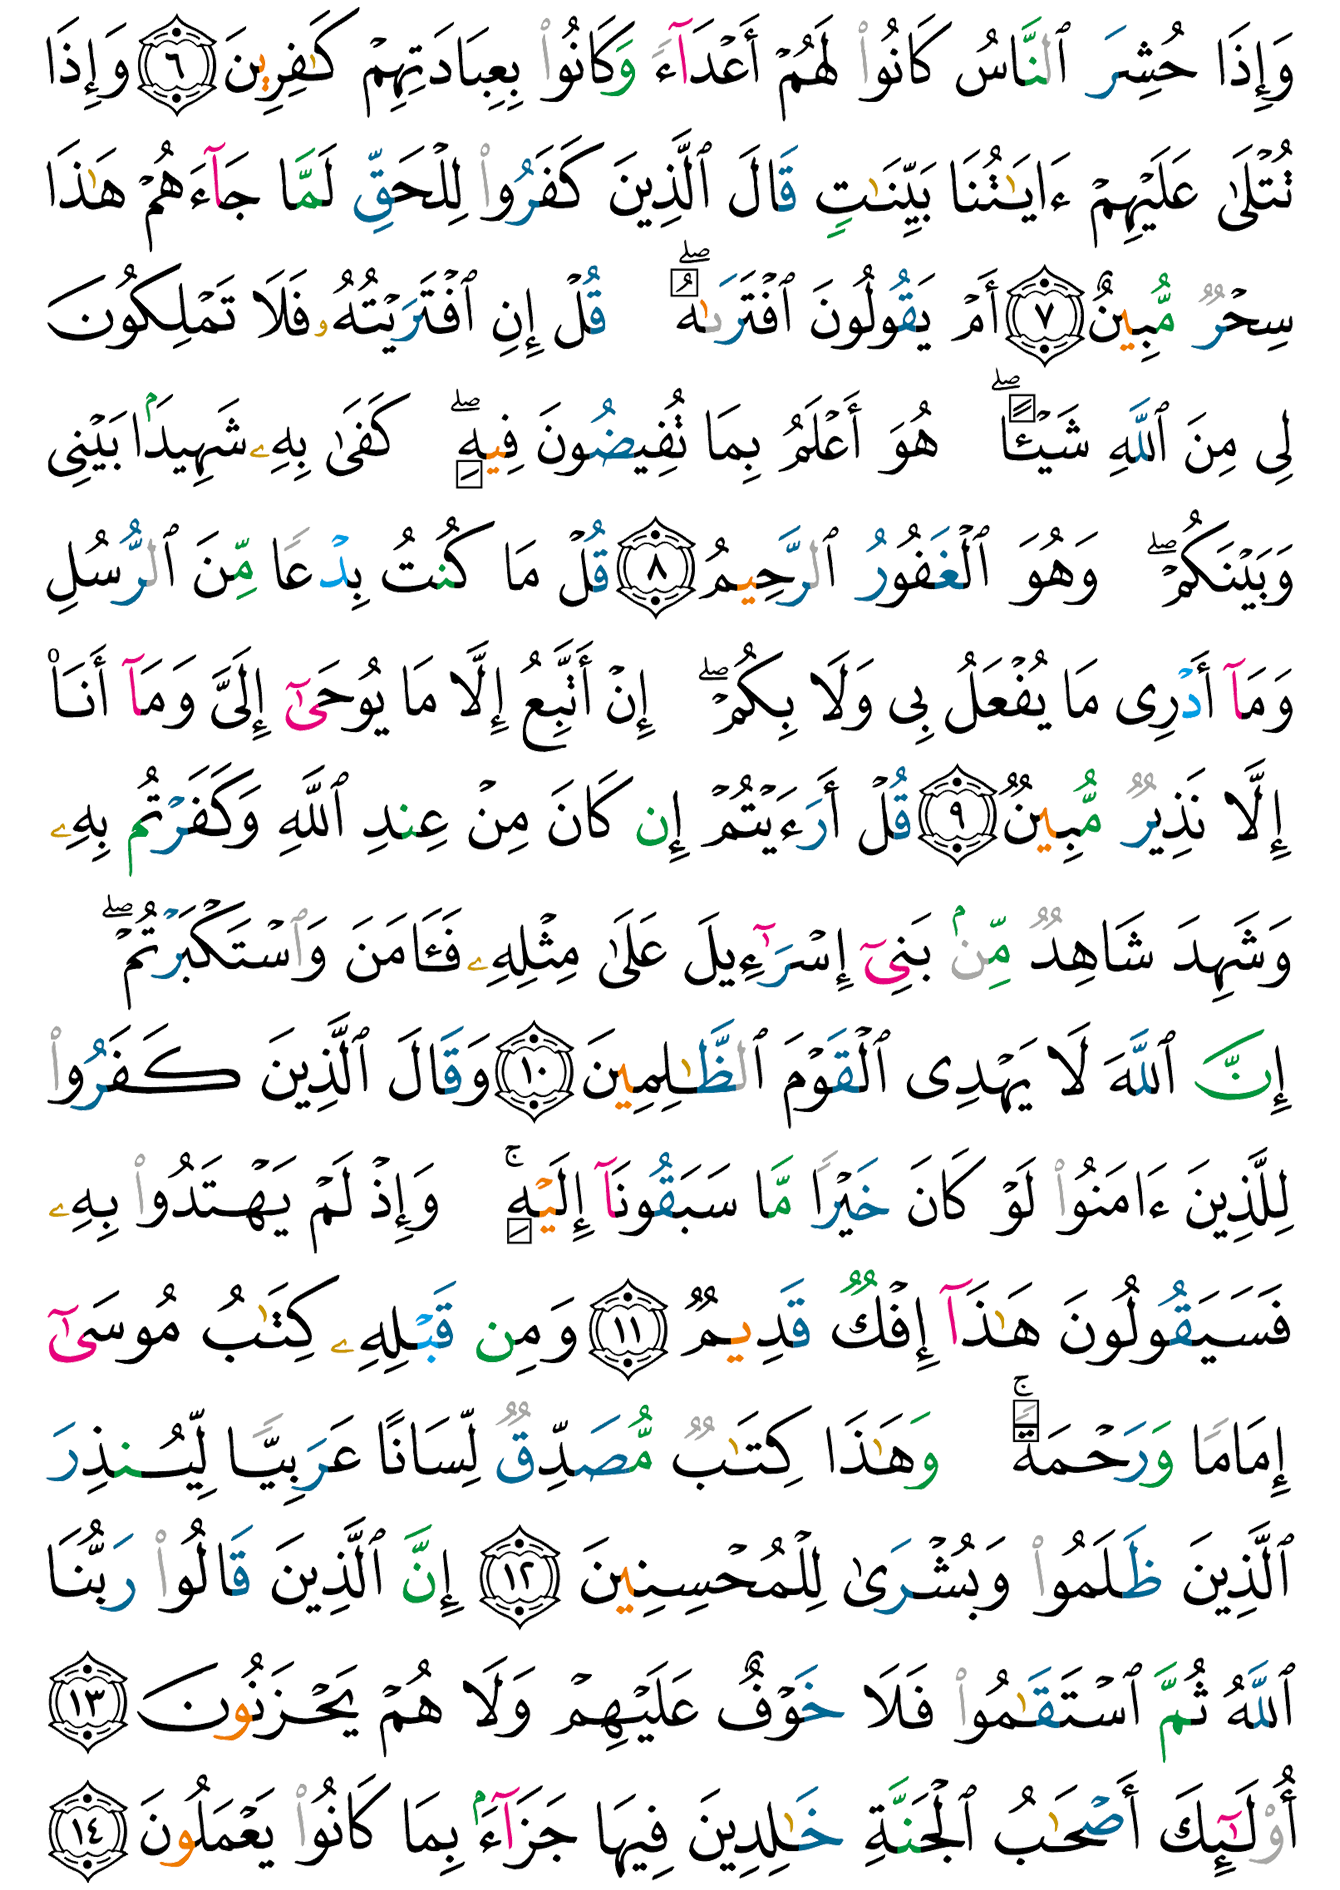 وَإِذَا حُشِرَ ٱلنَّاسُ كَانُوا۟ لَهُمْ أَعْدَآءً وَكَانُوا۟ بِعِبَادَتِهِمْ كَـٰفِرِينَ ٦ وَإِذَا
تُتْلَىٰ عَلَيْهِمْ ءَايَـٰتُنَا بَيِّنَـٰتٍ قَالَ ٱلَّذِينَ كَفَرُوا۟ لِلْحَقِّ لَمَّا جَآءَهُمْ هَـٰذَا
سِحْرٌ مُّبِينٌ ٧ أَمْ يَقُولُونَ ٱفْتَرَىٰهُ ۖ قُلْ إِنِ ٱفْتَرَيْتُهُۥ فَلَا تَمْلِكُونَ
لِى مِنَ ٱللَّهِ شَيْـًٔا ۖ هُوَ أَعْلَمُ بِمَا تُفِيضُونَ فِيهِ ۖ كَفَىٰ بِهِۦ شَهِيدًۢا بَيْنِى
وَبَيْنَكُمْ ۖ وَهُوَ ٱلْغَفُورُ ٱلرَّحِيمُ ٨ قُلْ مَا كُنتُ بِدْعًا مِّنَ ٱلرُّسُلِ
وَمَآ أَدْرِى مَا يُفْعَلُ بِى وَلَا بِكُمْ ۖ إِنْ أَتَّبِعُ إِلَّا مَا يُوحَىٰٓ إِلَىَّ وَمَآ أَنَا۠
إِلَّا نَذِيرٌ مُّبِينٌ ٩ قُلْ أَرَءَيْتُمْ إِن كَانَ مِنْ عِندِ ٱللَّهِ وَكَفَرْتُم بِهِۦ
وَشَهِدَ شَاهِدٌ مِّنۢ بَنِىٓ إِسْرَٰٓءِيلَ عَلَىٰ مِثْلِهِۦ فَـَٔامَنَ وَٱسْتَكْبَرْتُمْ ۖ
إِنَّ ٱللَّهَ لَا يَهْدِى ٱلْقَوْمَ ٱلظَّـٰلِمِينَ ١٠ وَقَالَ ٱلَّذِينَ كَفَرُوا۟
لِلَّذِينَ ءَامَنُوا۟ لَوْ كَانَ خَيْرًا مَّا سَبَقُونَآ إِلَيْهِ ۚ وَإِذْ لَمْ يَهْتَدُوا۟ بِهِۦ
فَسَيَقُولُونَ هَـٰذَآ إِفْكٌ قَدِيمٌ ١١ وَمِن قَبْلِهِۦ كِتَـٰبُ مُوسَىٰٓ
إِمَامًا وَرَحْمَةً ۚ وَهَـٰذَا كِتَـٰبٌ مُّصَدِّقٌ لِّسَانًا عَرَبِيًّا لِّيُنذِرَ
ٱلَّذِينَ ظَلَمُوا۟ وَبُشْرَىٰ لِلْمُحْسِنِينَ ١٢ إِنَّ ٱلَّذِينَ قَالُوا۟ رَبُّنَا
ٱللَّهُ ثُمَّ ٱسْتَقَـٰمُوا۟ فَلَا خَوْفٌ عَلَيْهِمْ وَلَا هُمْ يَحْزَنُونَ ١٣
أُو۟لَـٰٓئِكَ أَصْحَـٰبُ ٱلْجَنَّةِ خَـٰلِدِينَ فِيهَا جَزَآءًۢ بِمَا كَانُوا۟ يَعْمَلُونَ ١٤